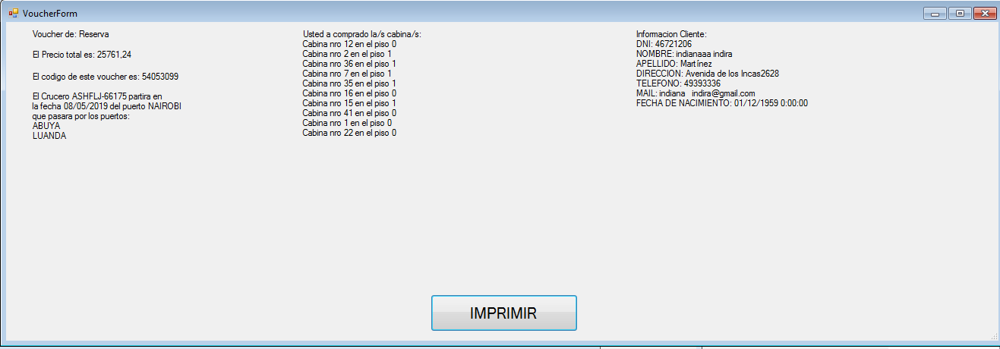 VoucherForm
Voucher de: Reserva
El Precio total es: 25761,24
El codigo de este voucher es: 54053099
El Crucero ASHFLJ-66175 partira en
la fecha 08/05/2019 del puerto NAIROBI
que pasara por los puertos:
ABUYA
LUANDA
Usted a comprado la/s cabina/s:
Cabina nro 12 en el piso 0
Cabina nro 2 en el piso 1
Cabina nro 36 en el piso 1
Cabina nro 7 en el piso 1
Cabina nro 35 en el piso 1
Cabina nro 16 en el piso 0
Cabina nro 15 en el piso 1
Cabina nro 41 en el piso 0
Cabina nro 1 en el piso 0
Cabina nro 22 en el piso 0
Informacion Cliente:
DNI: 46721206
NOMBRE: indianaaa indira
APELLIDO: Martínez
DIRECCION: Avenida de los Incas2628
TELEFONO: 49393336
MAIL: indiana   indira@gmail.com
FECHA DE NACIMIENTO: 01/12/1959 0:00:00
IMPRIMIR